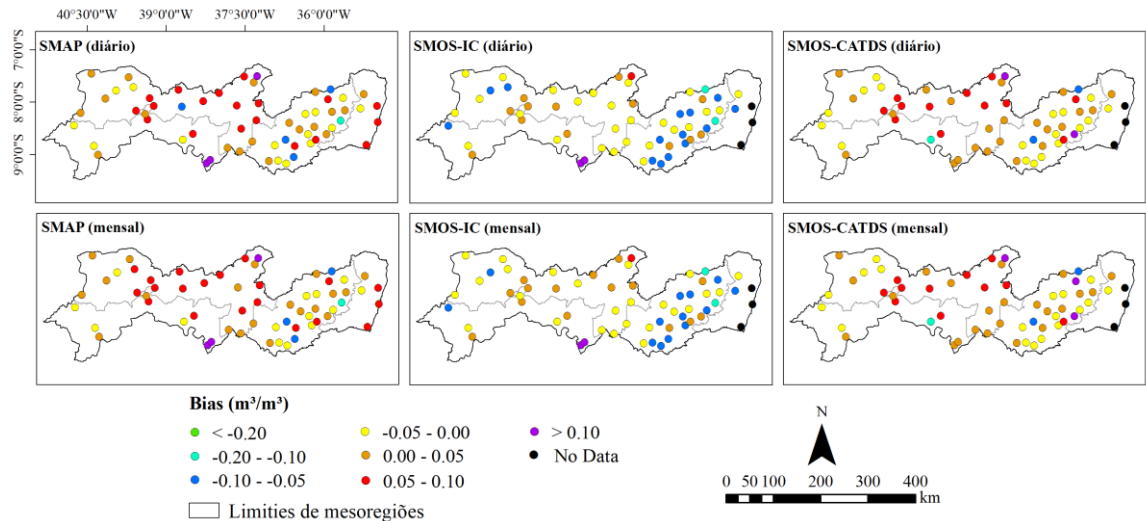 40°30'0"W 39°0'0"W 37°30'0"W 36°0'0"W
7°0'0"S
8°0'0"S
9°0'0"S
SMAP (diário) SMOS-IC (diário) SMOS-CATDS (diário)
SMAP (mensal) SMOS-IC (mensal) SMOS-CATDS (mensal)
Bias (m³/m³)
< -0.20 -0.05 - 0.00 > 0.10
-0.20 - -0.10 0.00 - 0.05 No Data
-0.10 - -0.05 0.05 - 0.10
Limities de mesoregiões
N
0 50 100 200 300 400
km